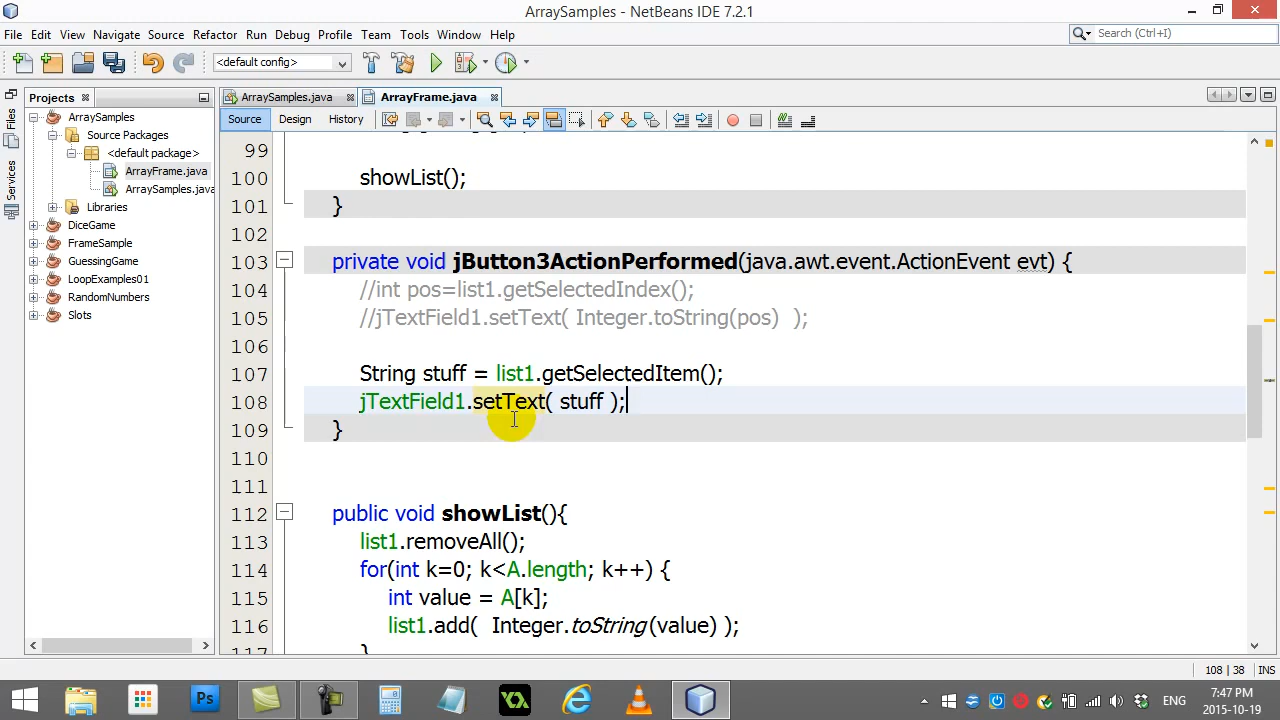 ArraySamples - NetBeans IDE 7.2.1
File Edit View Navigate Source Refactor Run Debug Profile Team Tools Window Help
Search (Ctrl+I)
<default config>
Projects
ArraySamples.java
ArrayFrame.java
Files
Services
ArraySamples
Source Packages
<default package>
ArrayFrame.java
ArraySamples.java
Libraries
DiceGame
FrameSample
GuessingGame
LoopExamples01
RandomNumbers
Slots
Source Design History
99
100 showList();
101 }
102
103 private void jButton3ActionPerformed(java.awt.event.ActionEvent evt) {
104 //int pos=list1.getSelectedIndex();
105 //jTextField1.setText( Integer.toString(pos) );
106
107 String stuff = list1.getSelectedItem();
108 jTextField1.setText( stuff );
109 }
110
111
112 public void showList(){
113 list1.removeAll();
114 for(int k=0; k<A.length; k++) {
115 int value = A[k];
116 list1.add( Integer.toString(value) );
117 }
108 | 38 INS
Ps
ENG
7:47 PM
2015-10-19